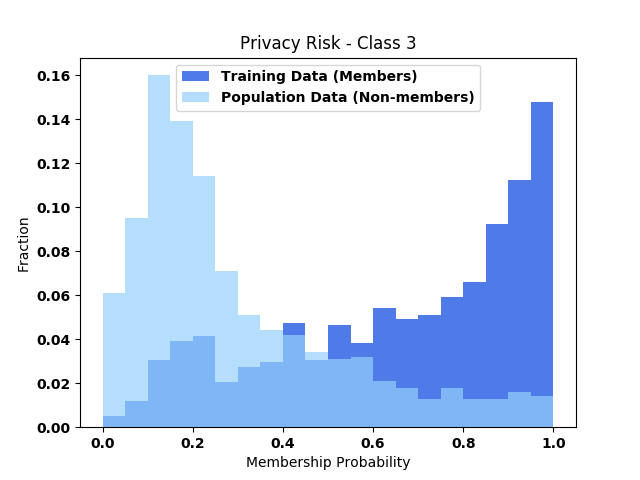 Privacy Risk - Class 3
Training Data (Members)
Population Data (Non-members)
0.16
0.14
0.12
0.10
0.08
0.06
0.04
0.02
0.00
Fraction
0.0 0.2 0.4 0.6 0.8 1.0
Membership Probability